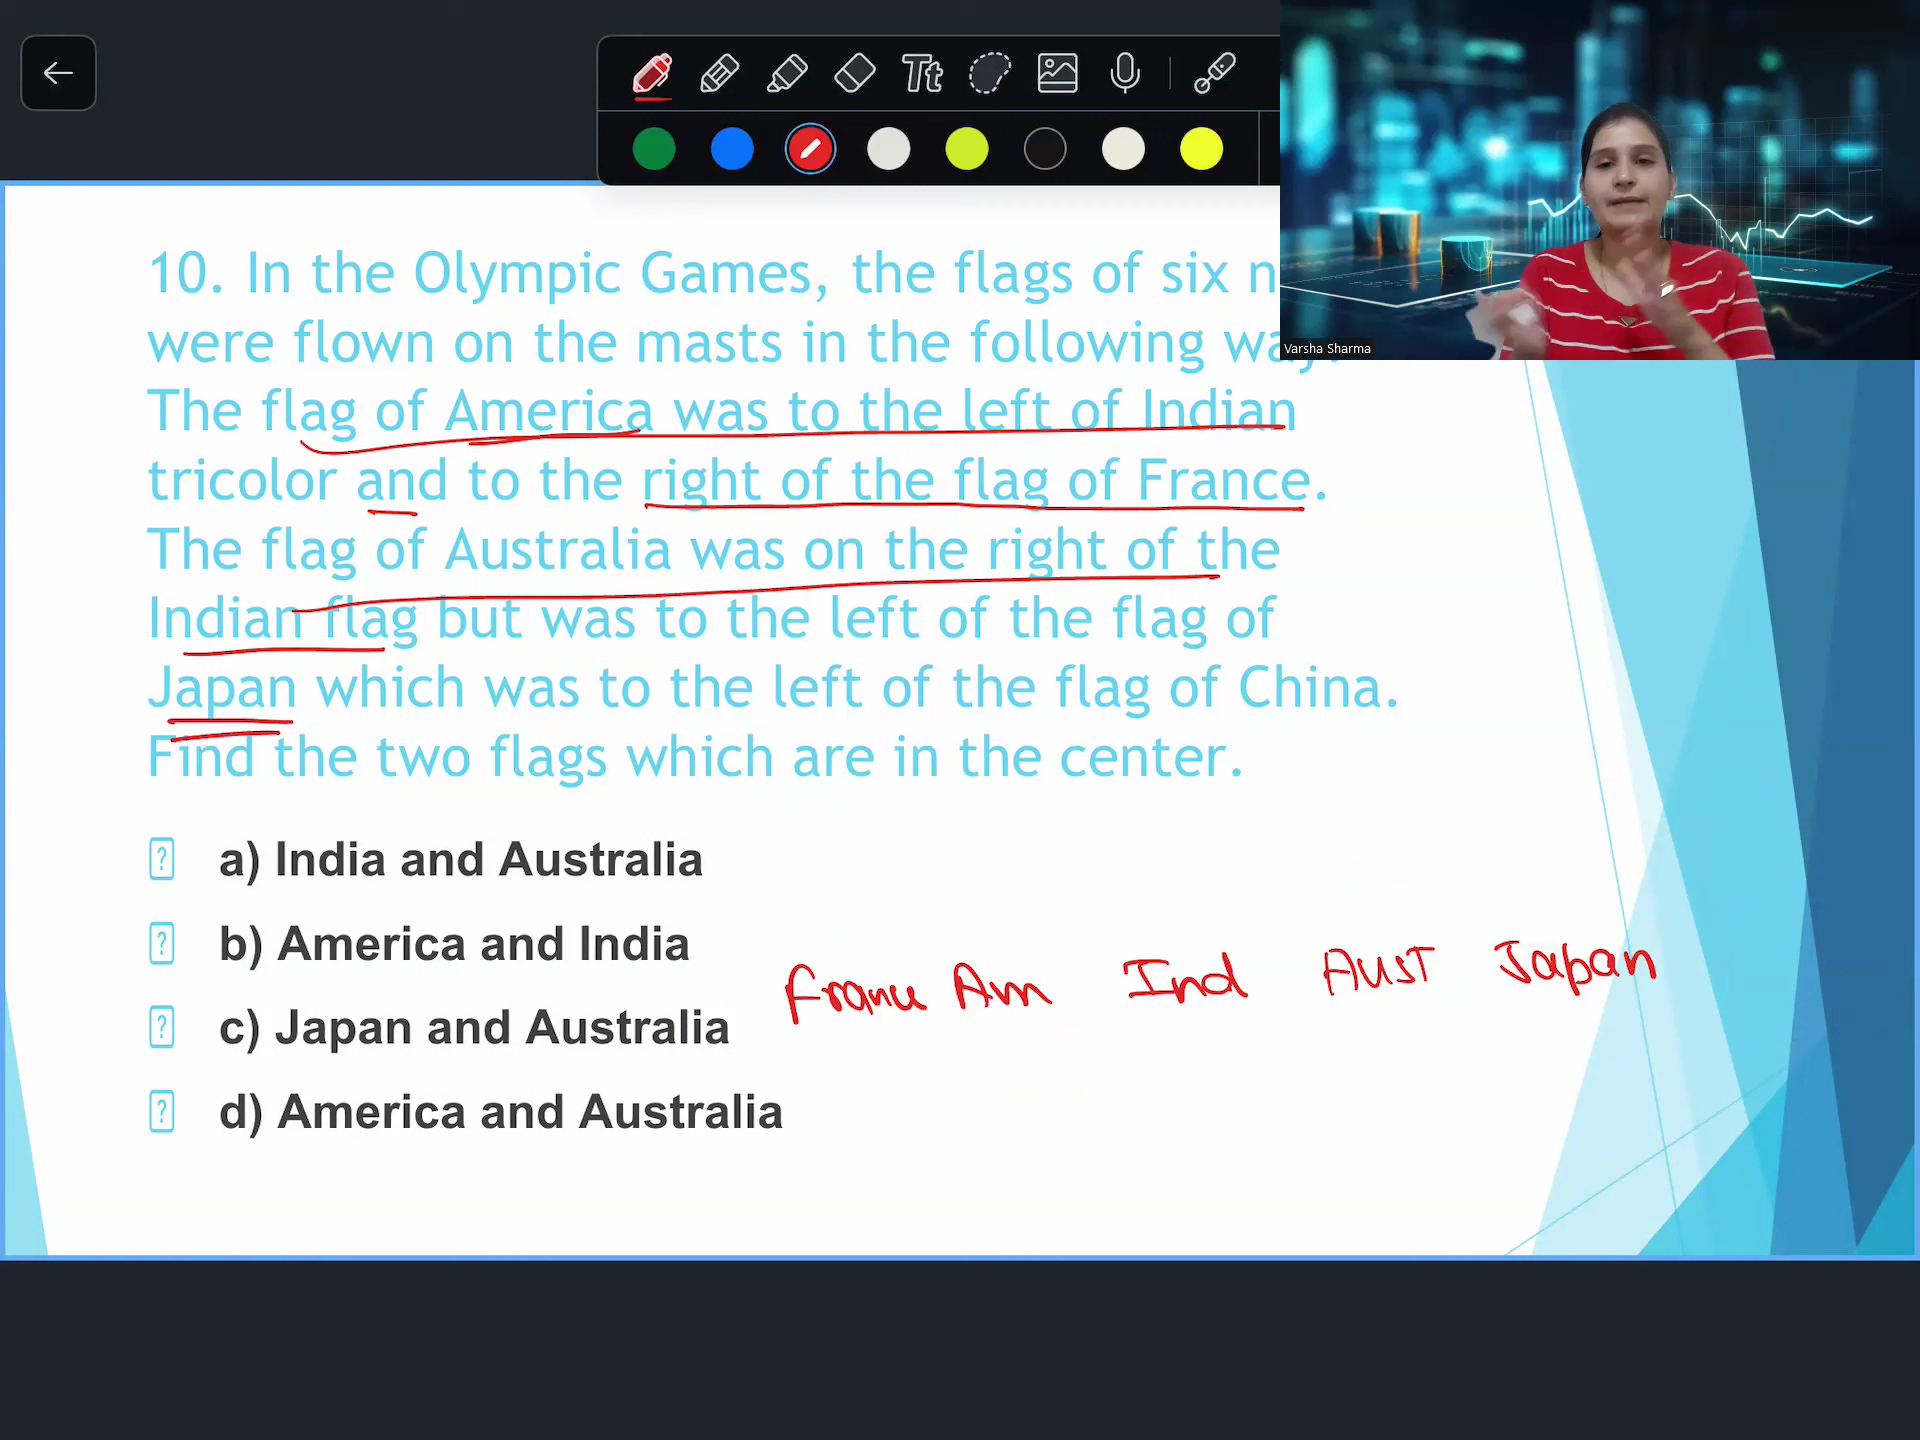 Tt
Varsha Sharma
10. In the Olympic Games, the flags of six n
were flown on the masts in the following way.
The flag of America was to the left of Indian
tricolor and to the right of the flag of France.
The flag of Australia was on the right of the
Indian flag but was to the left of the flag of
Japan which was to the left of the flag of China.
Find the two flags which are in the center.
a) India and Australia
b) America and India
c) Japan and Australia
d) America and Australia
France Am Ind Aust Japan